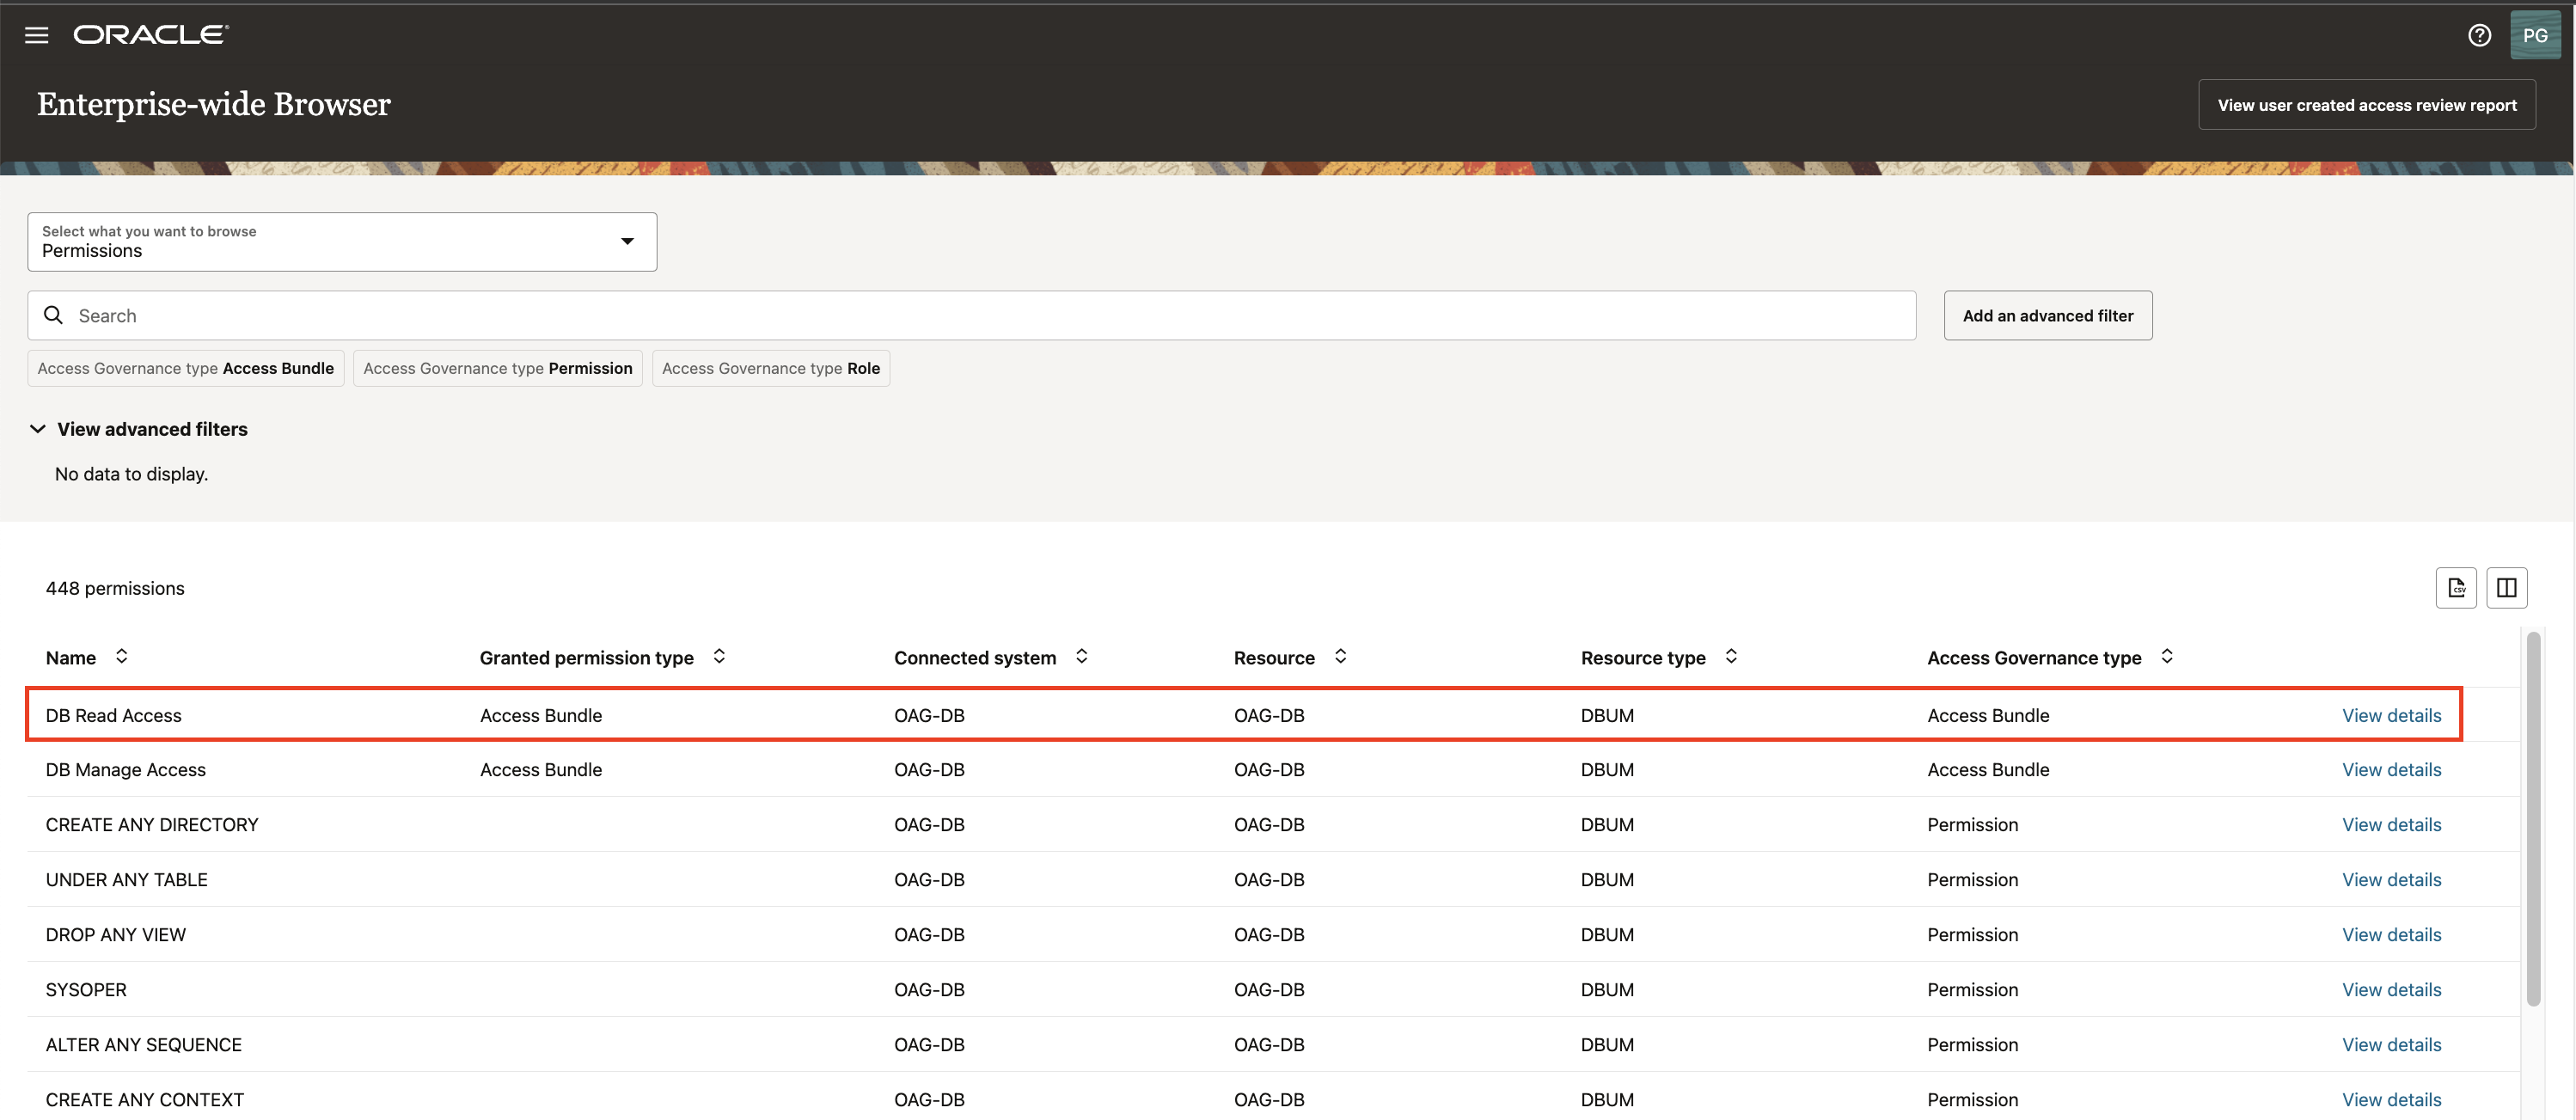 ORACLE
PG
Enterprise-wide Browser
View user created access review report
Select what you want to browse
Permissions
Search
Add an advanced filter
Access Governance type Access Bundle Access Governance type Permission Access Governance type Role
View advanced filters
No data to display.
448 permissions
CSV
Name Granted permission type Connected system Resource Resource type Access Governance type
DB Read Access Access Bundle OAG-DB OAG-DB DBUM Access Bundle View details
DB Manage Access Access Bundle OAG-DB OAG-DB DBUM Access Bundle View details
CREATE ANY DIRECTORY OAG-DB OAG-DB DBUM Permission View details
UNDER ANY TABLE OAG-DB OAG-DB DBUM Permission View details
DROP ANY VIEW OAG-DB OAG-DB DBUM Permission View details
SYSOPER OAG-DB OAG-DB DBUM Permission View details
ALTER ANY SEQUENCE OAG-DB OAG-DB DBUM Permission View details
CREATE ANY CONTEXT OAG-DB OAG-DB DBUM Permission View details